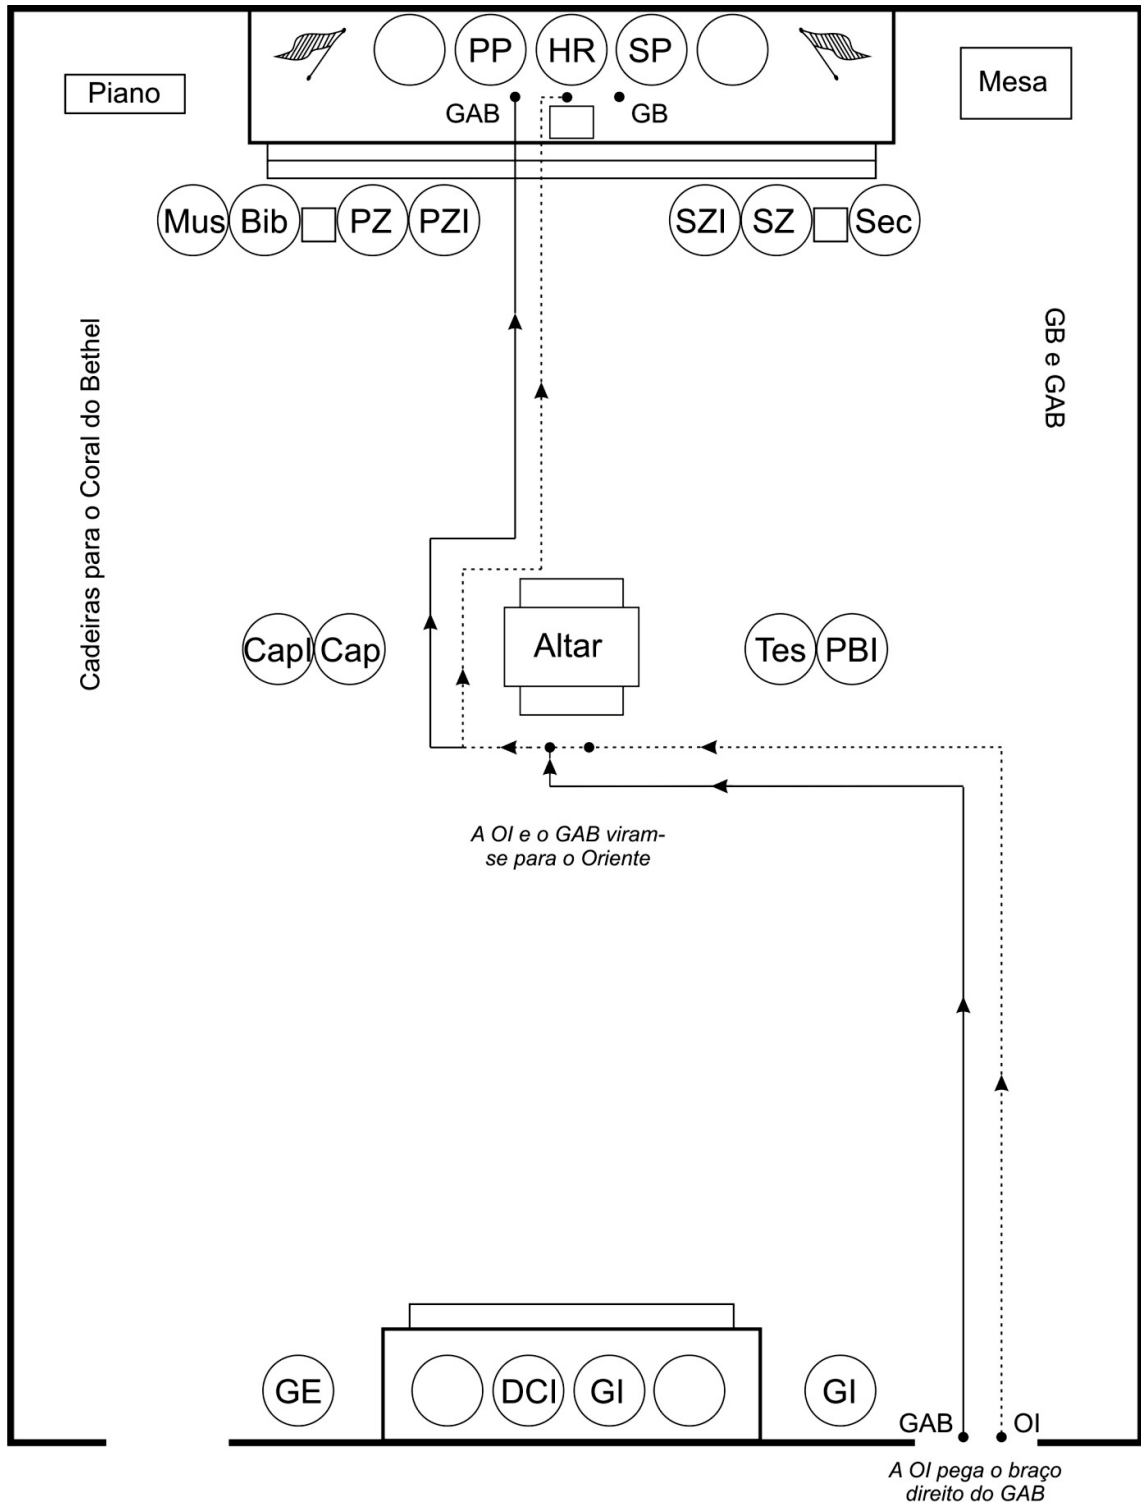 PP
HR
SP
Piano
Mesa
GAB
GB
Mus
Bib
PZ
PZI
SZI
SZ
Sec
Cadeiras para o Coral do Bethel
GB e GAB
CapI
Cap
Altar
Tes
PBI
A OI e o GAB viram-
se para o Oriente
GE
DCI
GI
GI
GAB
OI
A OI pega o braço
direito do GAB